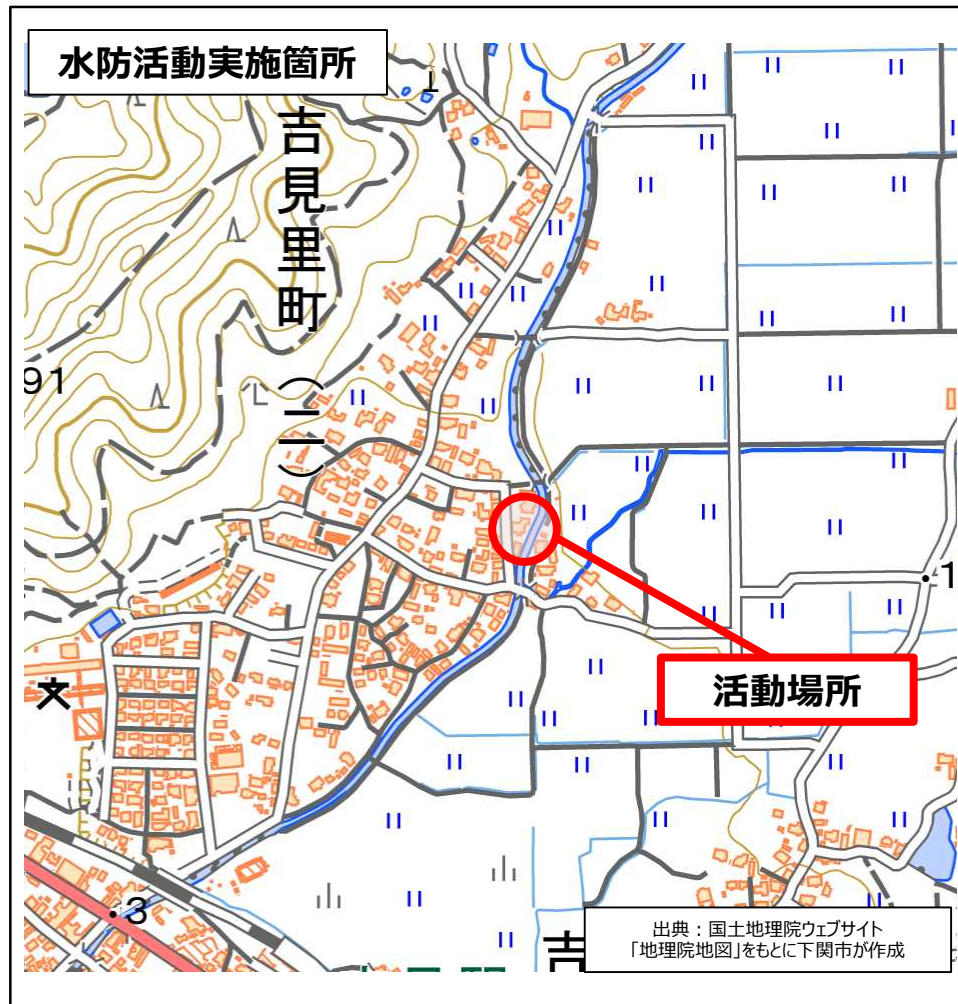 水防活動実施箇所
吉見里町(二)
91
活動場所
・1
文
・3
吉
出典:国土地理院ウェブサイト
「地理院地図」をもとに下関市が作成